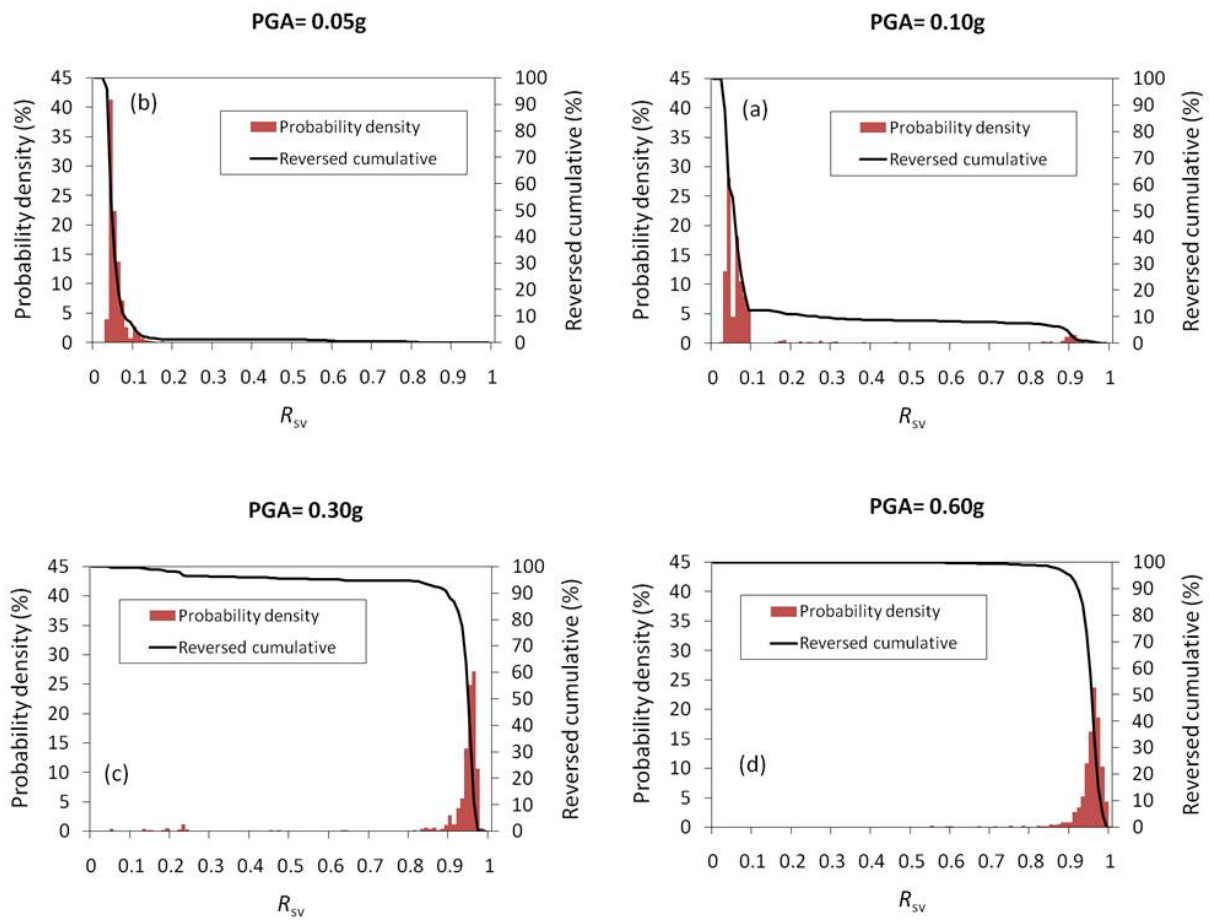 PGA= 0.05g
Probability density (%)
45
40
35
30
25
20
15
10
5
0
(b)
Probability density
Reversed cumulative
100
90
80
70
60
50
40
30
20
10
0
Reversed cumulative (%)
0 0.1 0.2 0.3 0.4 0.5 0.6 0.7 0.8 0.9 1
Rsv
PGA= 0.10g
Probability density (%)
45
40
35
30
25
20
15
10
5
0
(a)
Probability density
Reversed cumulative
100
90
80
70
60
50
40
30
20
10
0
Reversed cumulative (%)
0 0.1 0.2 0.3 0.4 0.5 0.6 0.7 0.8 0.9 1
Rsv
PGA= 0.30g
Probability density (%)
45
40
35
30
25
20
15
10
5
0
Probability density
Reversed cumulative
(c)
100
90
80
70
60
50
40
30
20
10
0
Reversed cumulative (%)
0 0.1 0.2 0.3 0.4 0.5 0.6 0.7 0.8 0.9 1
Rsv
PGA= 0.60g
Probability density (%)
45
40
35
30
25
20
15
10
5
0
Probability density
Reversed cumulative
(d)
100
90
80
70
60
50
40
30
20
10
0
Reversed cumulative (%)
0 0.1 0.2 0.3 0.4 0.5 0.6 0.7 0.8 0.9 1
Rsv